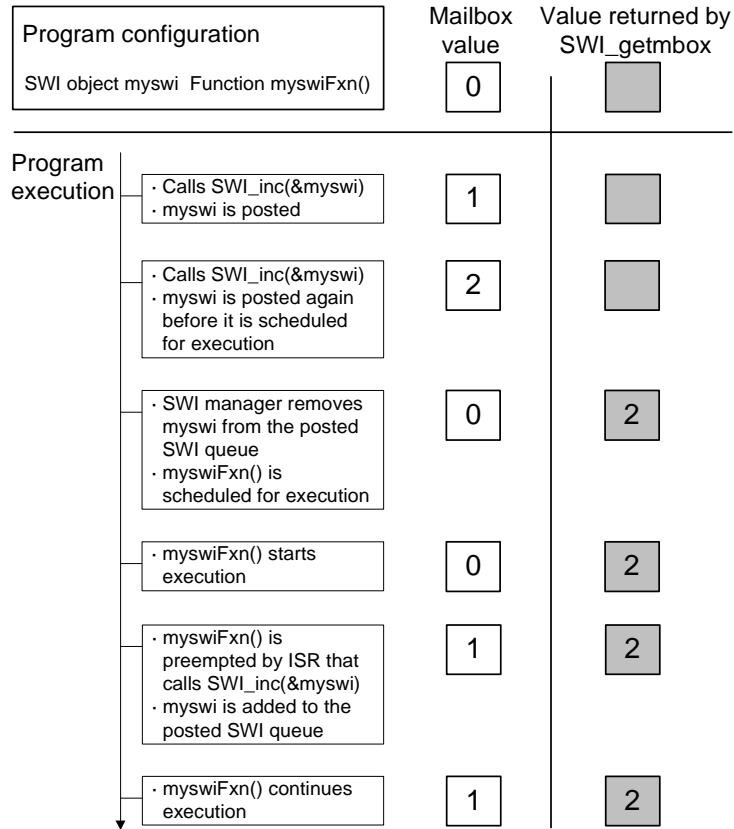 Program configuration
SWI object myswi Function myswiFxn()
Mailbox
value
Value returned by
SWI_getmbox
0
Program
execution
· Calls SWI_inc(&myswi)
· myswi is posted
1
· Calls SWI_inc(&myswi)
· myswi is posted again
before it is scheduled
for execution
2
· SWI manager removes
myswi from the posted
SWI queue
· myswiFxn() is
scheduled for execution
0
2
· myswiFxn() starts
execution
0
2
· myswiFxn() is
preempted by ISR that
calls SWI_inc(&myswi)
· myswi is added to the
posted SWI queue
1
2
· myswiFxn() continues
execution
1
2